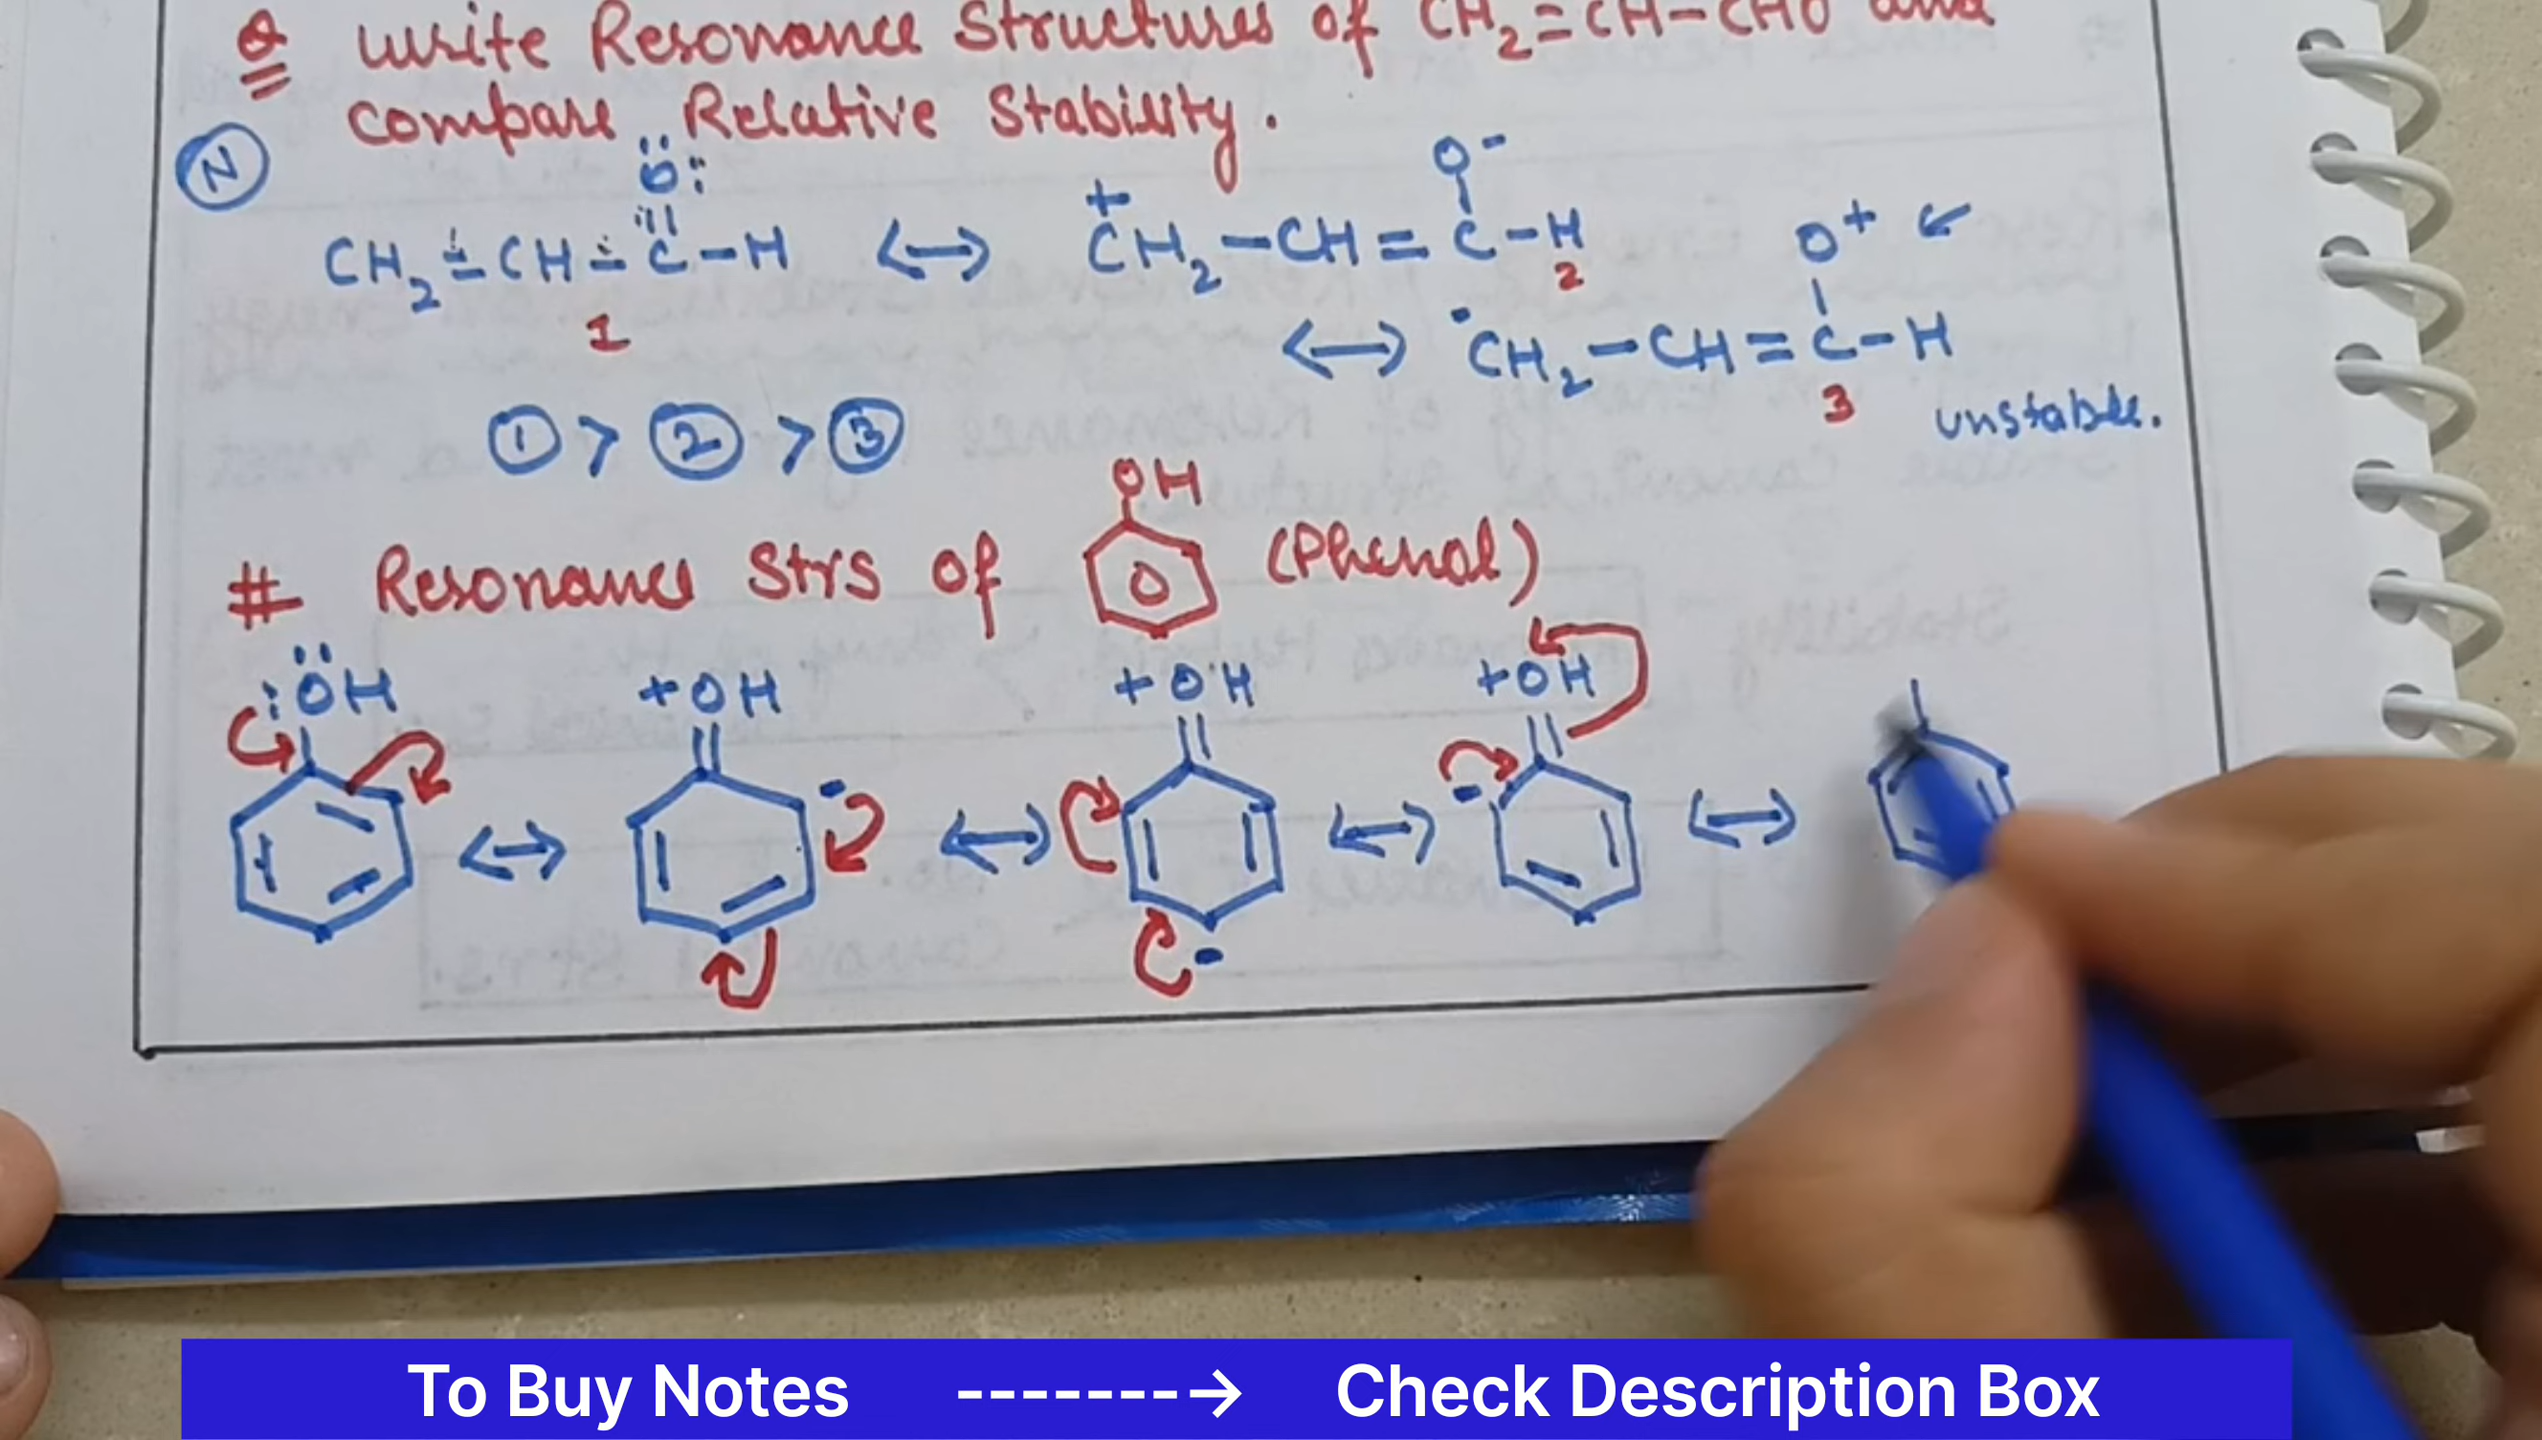 Q write Resonance Structures of CH₂=CH-CHO and
compare Relative Stability.
N
O
CH₂=CH-C-H ↔ CH₂-CH=C-H
+
O-
1
2
O+
↔ CH₂-CH=C-H
3
unstable.
① > ② > ③
OH
# Resonance Strs of (Phenol)
:OH +OH +OH +OH
↔ ↔ ↔ ↔
To Buy Notes -------→ Check Description Box